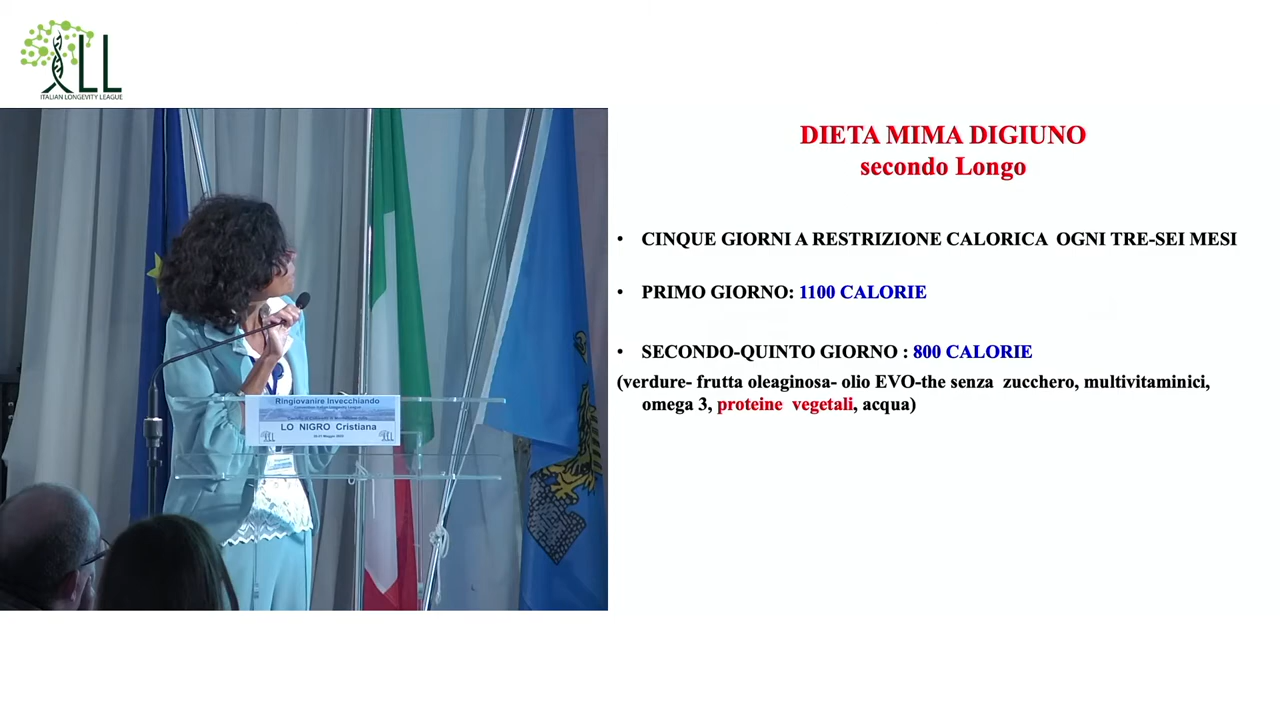 LL
ITALIAN LONGEVITY LEAGUE
DIETA MIMA DIGIUNO
secondo Longo
• CINQUE GIORNI A RESTRIZIONE CALORICA OGNI TRE-SEI MESI
• PRIMO GIORNO: 1100 CALORIE
• SECONDO-QUINTO GIORNO : 800 CALORIE
(verdure- frutta oleaginosa- olio EVO-the senza zucchero, multivitaminici,
omega 3, proteine vegetali, acqua)
Ringiovanire Invecchiando
LO NIGRO Cristiana